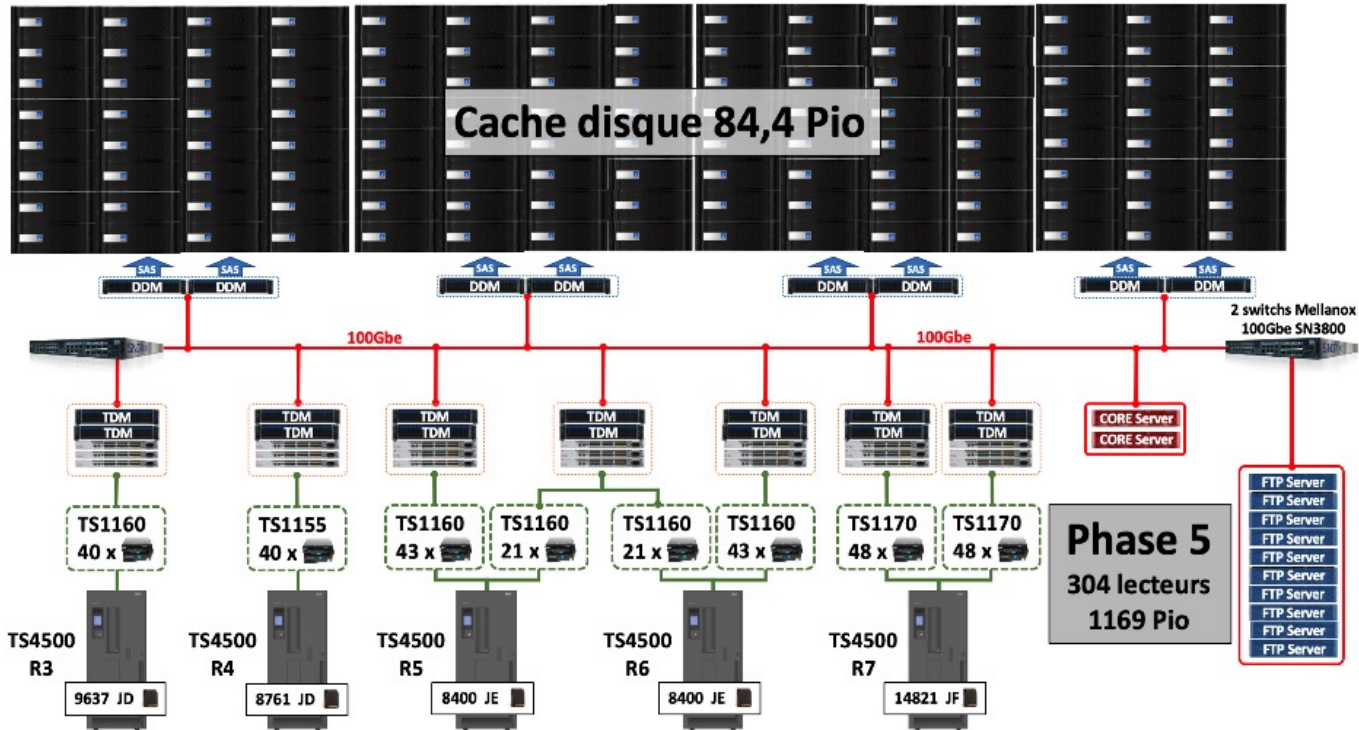 Cache disque 84,4 Pio
SAS SAS SAS SAS SAS SAS SAS SAS
DDM DDM DDM DDM DDM DDM DDM DDM
2 switchs Mellanox
100Gbe SN3800
100Gbe 100Gbe
TDM TDM TDM TDM TDM TDM TDM
TDM TDM TDM TDM TDM TDM TDM
CORE Server
CORE Server
TS1160 TS1155 TS1160 TS1160 TS1160 TS1160 TS1170 TS1170
40 x 40 x 43 x 21 x 21 x 43 x 48 x 48 x
Phase 5
304 lecteurs
1169 Pio
FTP Server
FTP Server
FTP Server
FTP Server
FTP Server
FTP Server
FTP Server
FTP Server
FTP Server
FTP Server
TS4500 TS4500 TS4500 TS4500 TS4500
R3 R4 R5 R6 R7
9637 JD 8761 JD 8400 JE 8400 JE 14821 JF